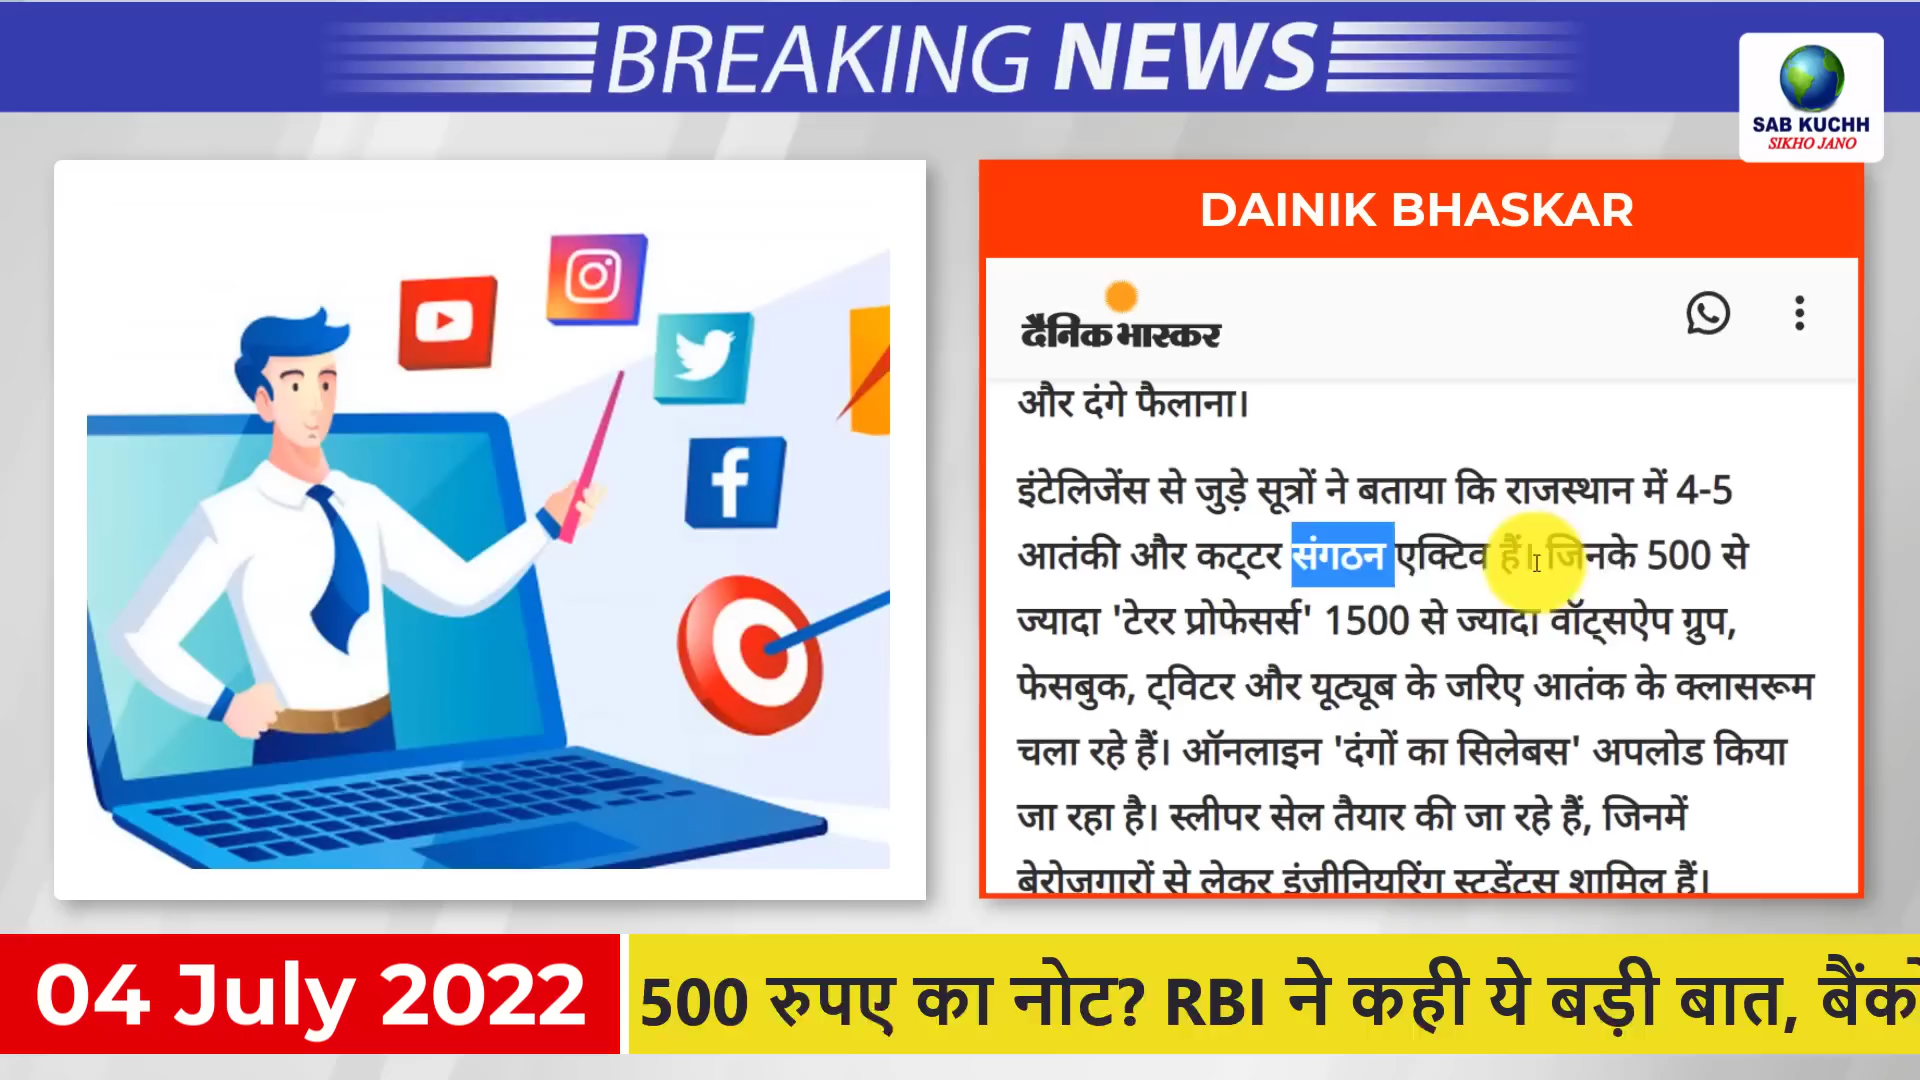 BREAKING NEWS
SAB KUCHH
SIKHO JANO
DAINIK BHASKAR
दैनिक भास्कर
और दंगे फैलाना।
इंटेलिजेंस से जुड़े सूत्रों ने बताया कि राजस्थान में 4-5
आतंकी और कट्टर संगठन एक्टिव हैं। जिनके 500 से
ज्यादा 'टेरर प्रोफेसर्स' 1500 से ज्यादा वॉट्सऐप ग्रुप,
फेसबुक, ट्विटर और यूट्यूब के जरिए आतंक के क्लासरूम
चला रहे हैं। ऑनलाइन 'दंगों का सिलेबस' अपलोड किया
जा रहा है। स्लीपर सेल तैयार की जा रहे हैं, जिनमें
बेरोजगारों से लेकर इंजीनियरिंग स्टूडेंट्स शामिल हैं।
04 July 2022
500 रुपए का नोट? RBI ने कही ये बड़ी बात,